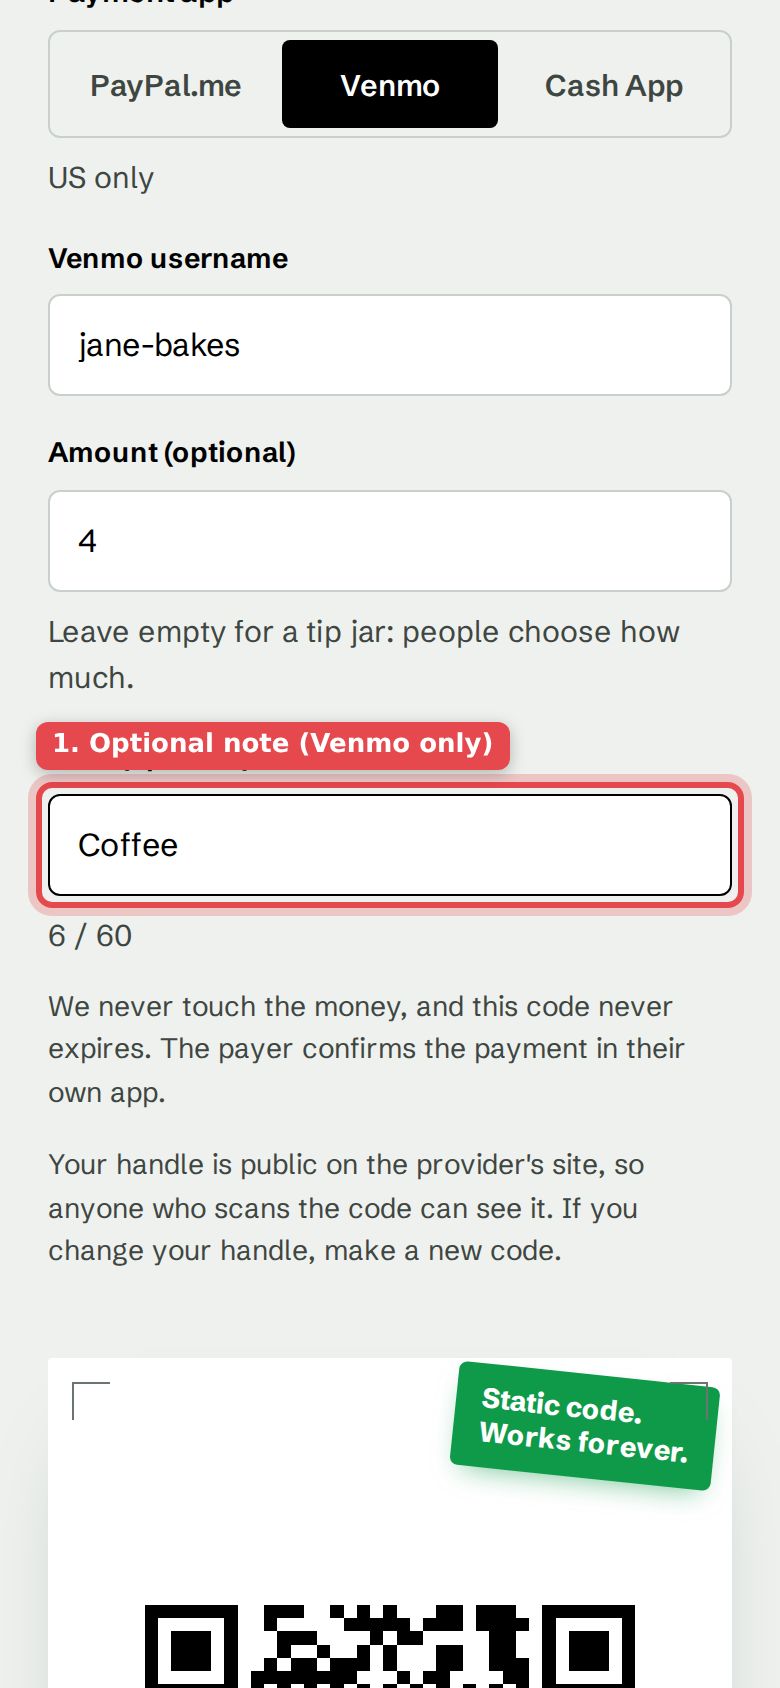 Payment app
PayPal.me
Venmo
Cash App
US only
Venmo username
jane-bakes
Amount (optional)
4
Leave empty for a tip jar: people choose how
much.
1. Optional note (Venmo only)
Coffee
6 / 60
We never touch the money, and this code never
expires. The payer confirms the payment in their
own app.
Your handle is public on the provider's site, so
anyone who scans the code can see it. If you
change your handle, make a new code.
Static code.
Works forever.